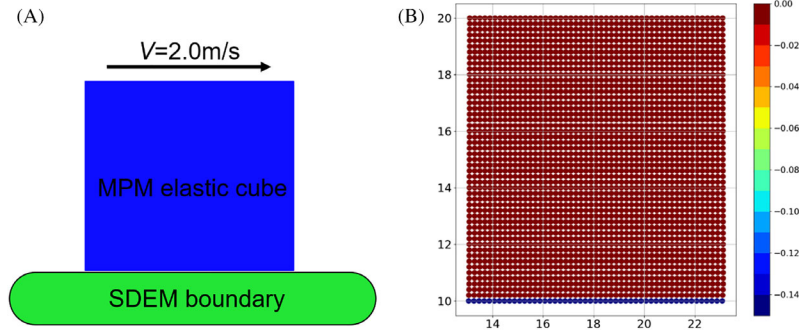 (A)
V=2.0m/s
MPM elastic cube
SDEM boundary
(B)
20
18
16
14
12
10
14 16 18 20 22
0.00
−0.02
−0.04
−0.06
−0.08
−0.10
−0.12
−0.14